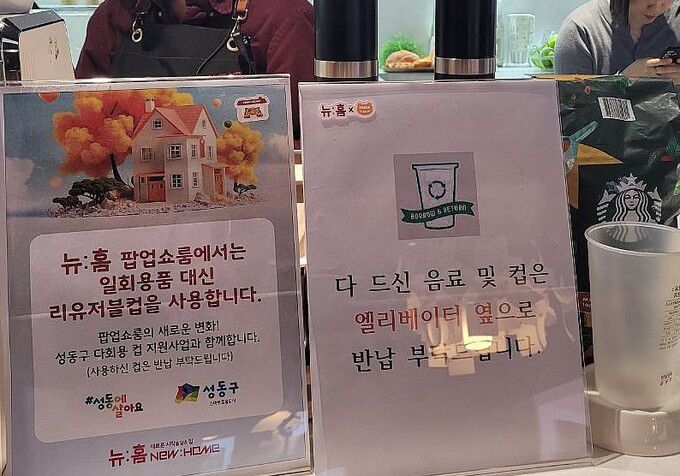 뉴:홈 팝업쇼룸에서는
일회용품 대신
리유저블컵을 사용합니다.
팝업쇼룸의 새로운 변화!
성동구 다회용 컵 지원사업과 함께합니다.
(사용하신 컵은 반납 부탁드립니다)
#성동에
살아요
성동구
뉴:홈
NEW:HOME
뉴:홈 x
BORROW & RETURN
다 드신 음료 및 컵은
엘리베이터 옆으로
반납 부탁드립니다.